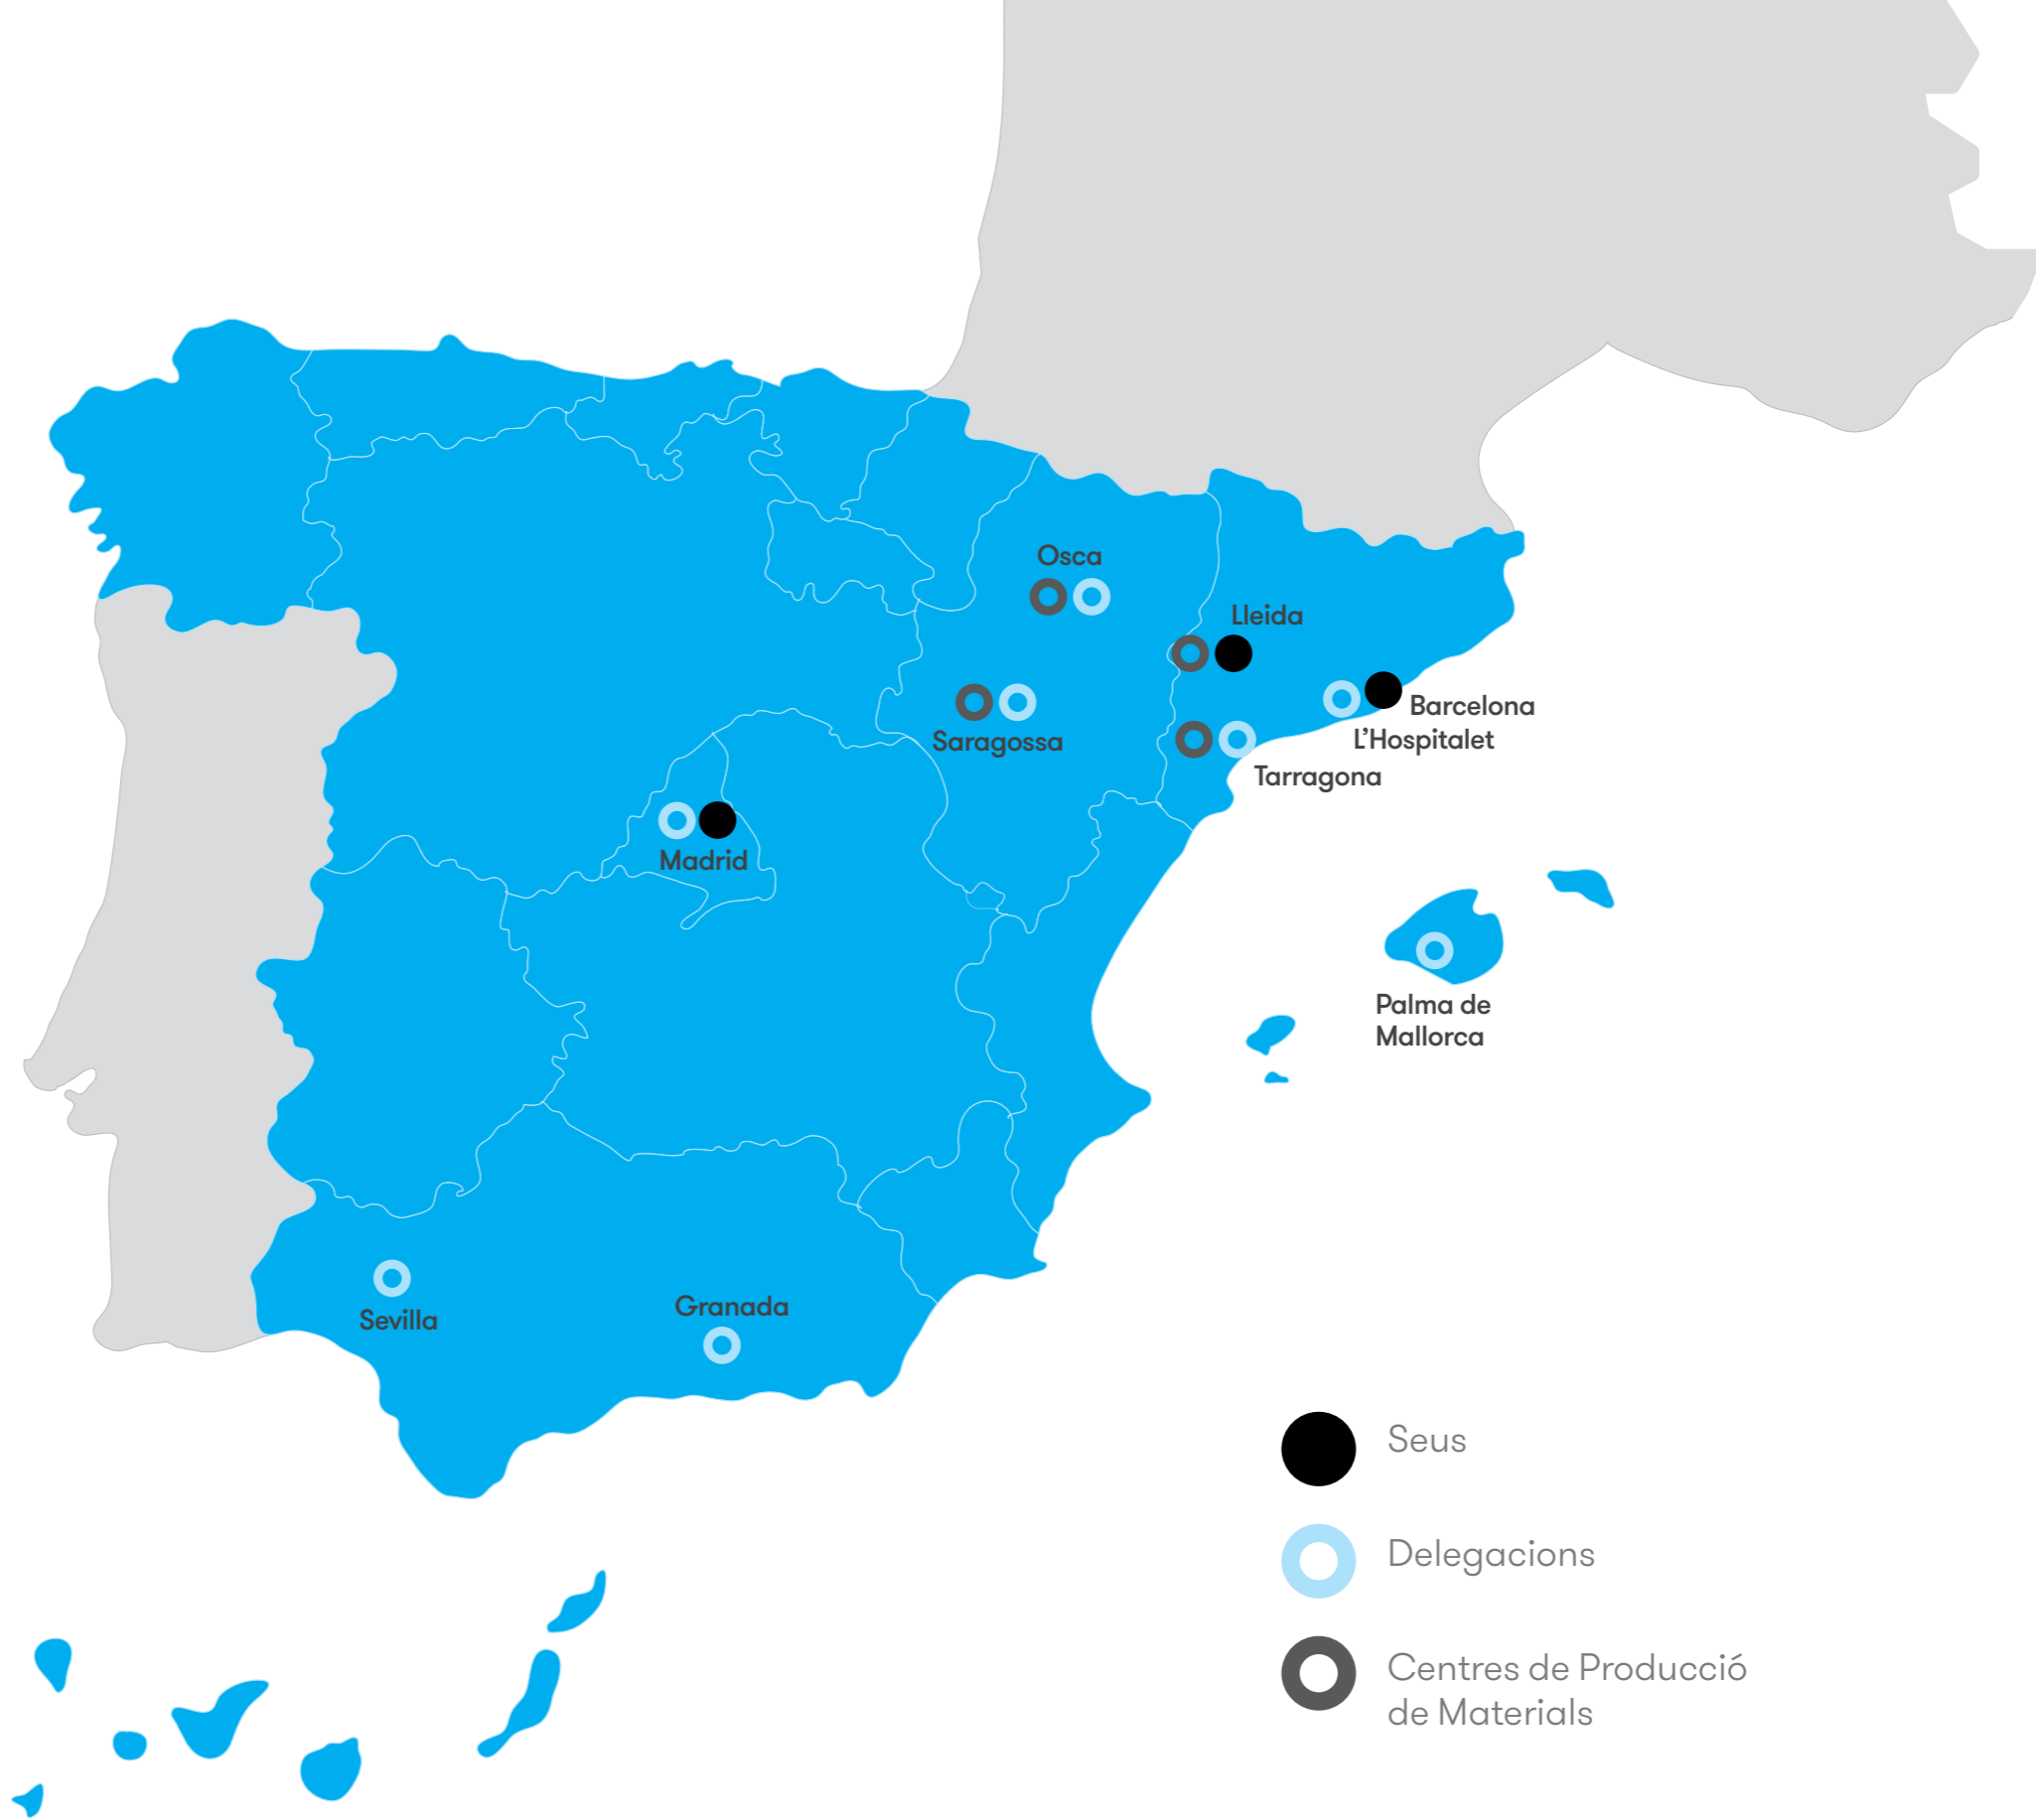 Osca
Lleida
Barcelona
L'Hospitalet
Saragossa
Tarragona
Madrid
Palma de
Mallorca
Granada
Sevilla
Seus
Delegacions
Centres de Producció
de Materials